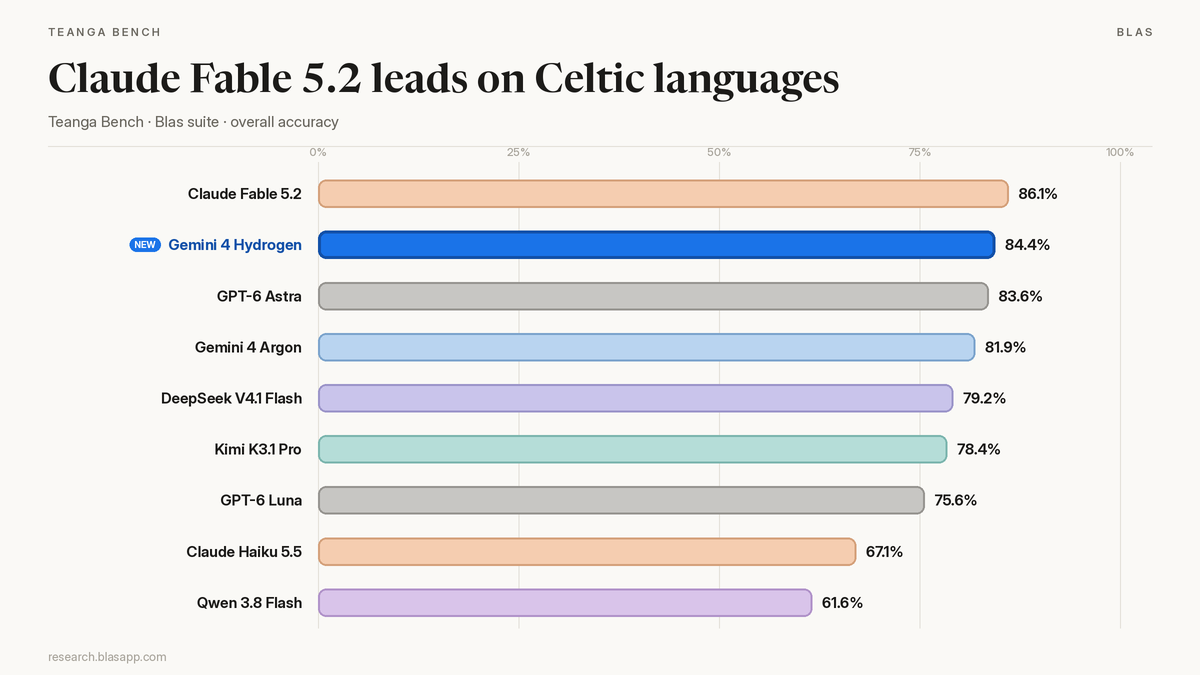 TEANGA BENCH
BLAS
Claude Fable 5.2 leads on Celtic languages
Teanga Bench · Blas suite · overall accuracy
0% 25% 50% 75% 100%
Claude Fable 5.2 86.1%
NEW Gemini 4 Hydrogen 84.4%
GPT-6 Astra 83.6%
Gemini 4 Argon 81.9%
DeepSeek V4.1 Flash 79.2%
Kimi K3.1 Pro 78.4%
GPT-6 Luna 75.6%
Claude Haiku 5.5 67.1%
Qwen 3.8 Flash 61.6%
research.blasapp.com